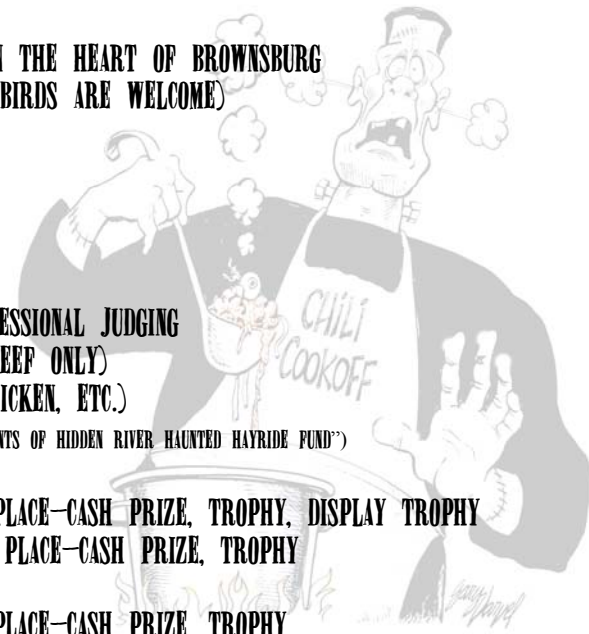 THE HEART OF BROWNSBURG
BIRDS ARE WELCOME)
CHILI
COOKOFF
ESSIONAL JUDGING
EEF ONLY)
ICKEN, ETC.)
NTS OF HIDDEN RIVER HAUNTED HAYRIDE FUND")
PLACE—CASH PRIZE, TROPHY, DISPLAY TROPHY
PLACE—CASH PRIZE, TROPHY
PLACE—CASH PRIZE TROPHY